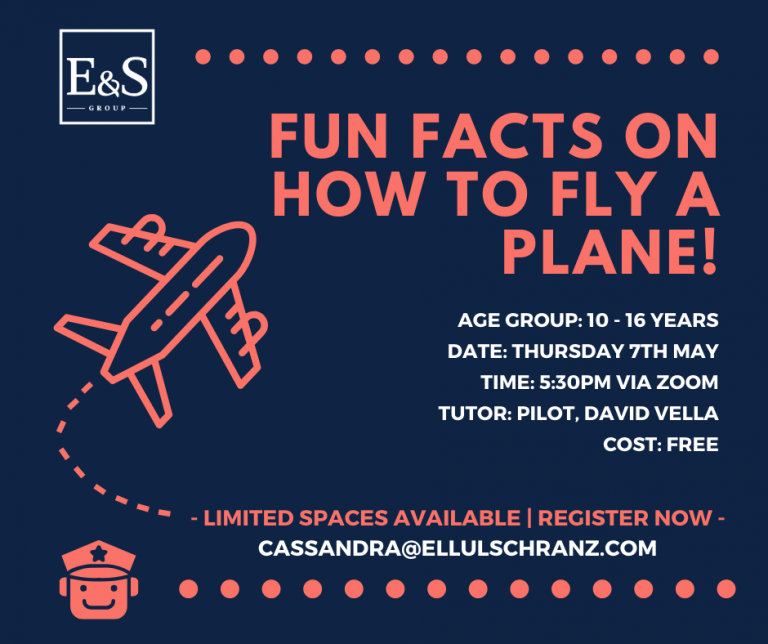 E&S
GROUP
FUN FACTS ON
HOW TO FLY A
PLANE!
AGE GROUP: 10 - 16 YEARS
DATE: THURSDAY 7TH MAY
TIME: 5:30PM VIA ZOOM
TUTOR: PILOT, DAVID VELLA
COST: FREE
- LIMITED SPACES AVAILABLE | REGISTER NOW -
CASSANDRA@ELLULSCHRANZ.COM